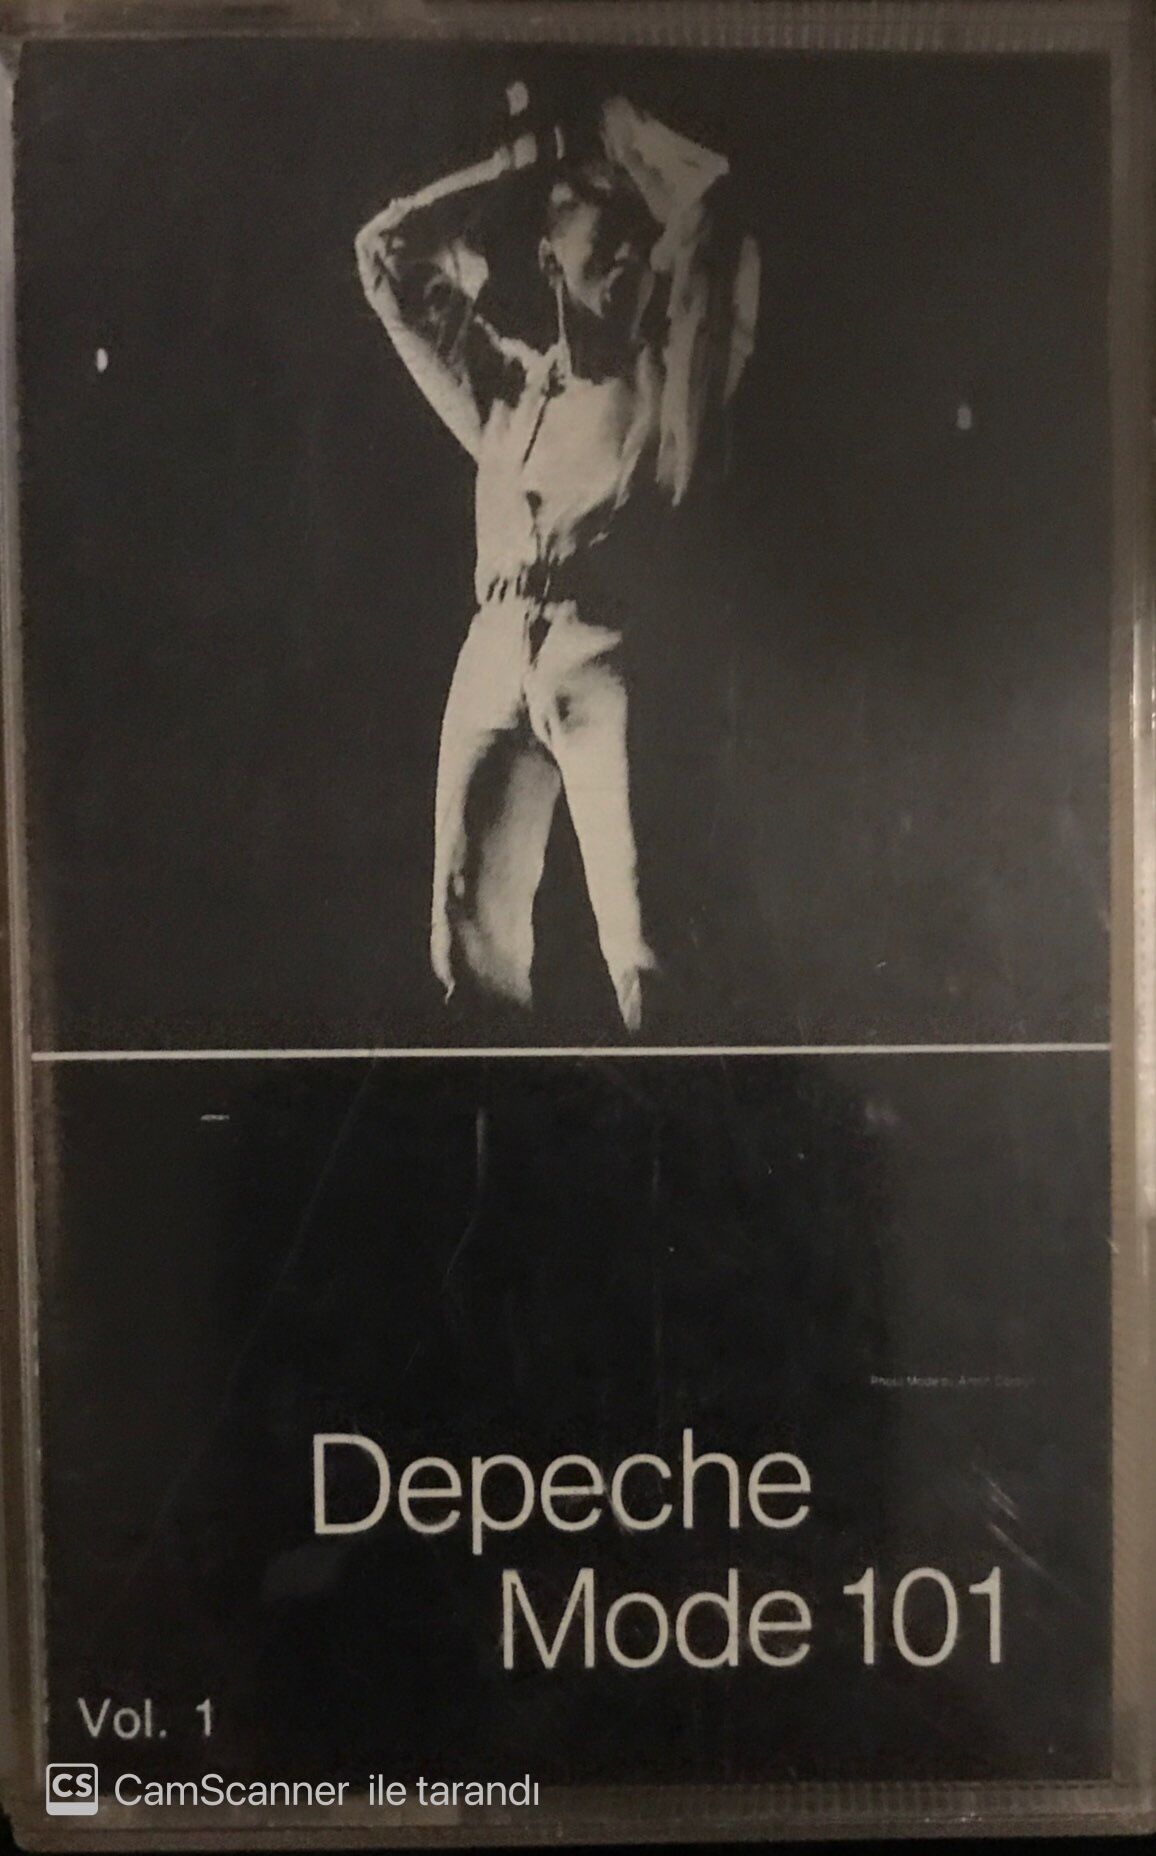 Depeche
Mode 101
Vol. 1
CS CamScanner ile tarandı